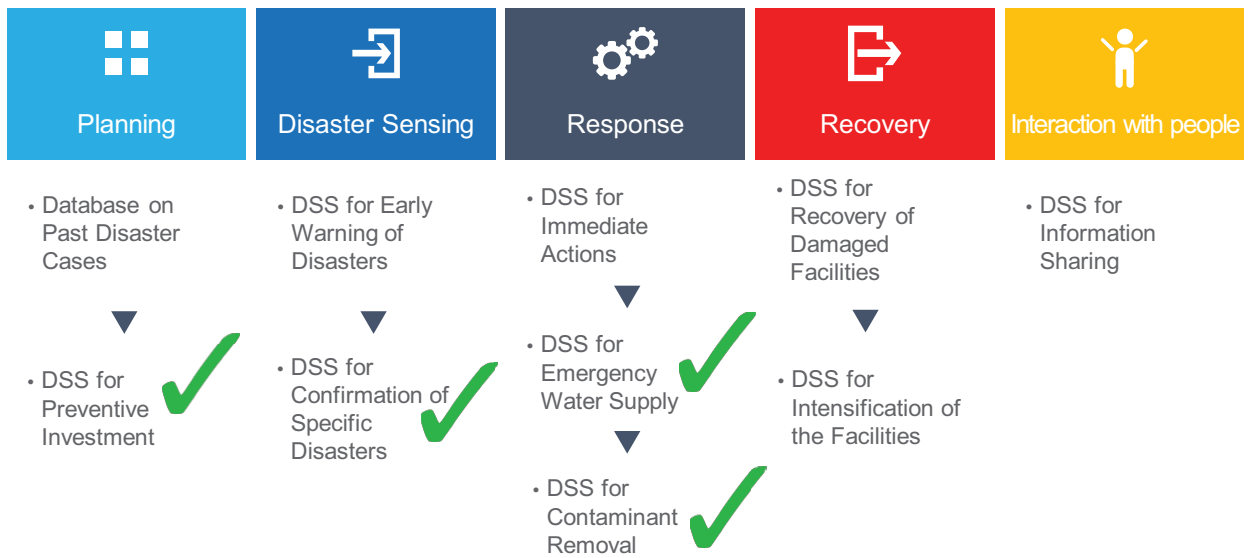 Planning
Disaster Sensing
Response
Recovery
Interaction with people
• Database on
Past Disaster
Cases
• DSS for
Preventive
Investment
• DSS for Early
Warning of
Disasters
• DSS for
Confirmation of
Specific
Disasters
• DSS for
Immediate
Actions
• DSS for
Emergency
Water Supply
• DSS for
Contaminant
Removal
• DSS for
Recovery of
Damaged
Facilities
• DSS for
Intensification of
the Facilities
• DSS for
Information
Sharing